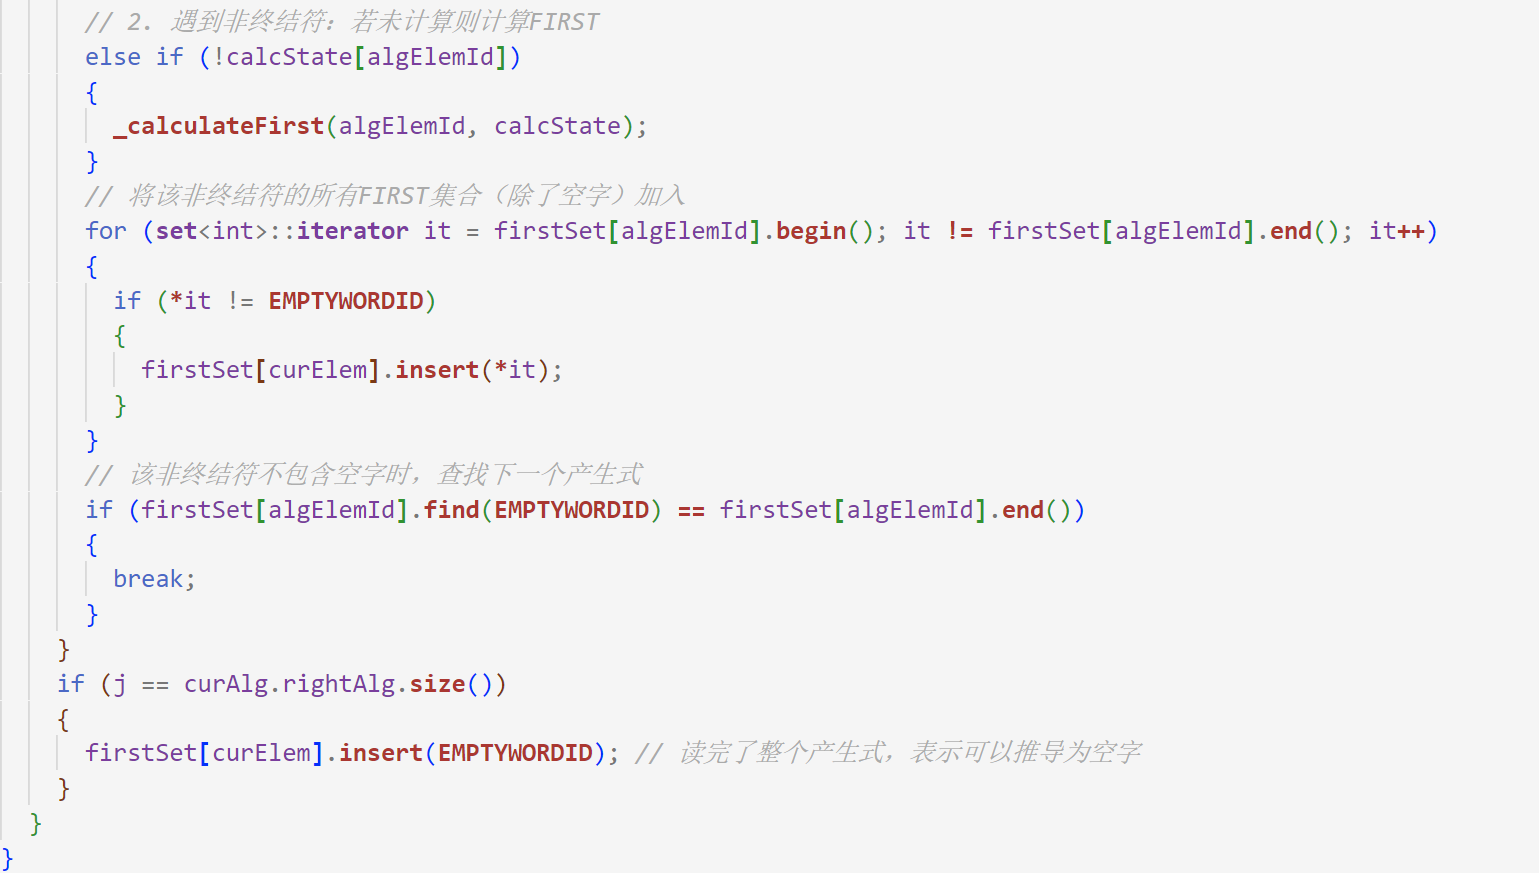 // 2. 遇到非终结符：若未计算则计算FIRST
else if (!calcState[algElemId])
{
_calculateFirst(algElemId, calcState);
}
// 将该非终结符的所有FIRST集合（除了空字）加入
for (set<int>::iterator it = firstSet[algElemId].begin(); it != firstSet[algElemId].end(); it++)
{
if (*it != EMPTYWORDID)
{
firstSet[curElem].insert(*it);
}
}
// 该非终结符不包含空字时，查找下一个产生式
if (firstSet[algElemId].find(EMPTYWORDID) == firstSet[algElemId].end())
{
break;
}
}
if (j == curAlg.rightAlg.size())
{
firstSet[curElem].insert(EMPTYWORDID); // 读完了整个产生式，表示可以推导为空字
}
}
}